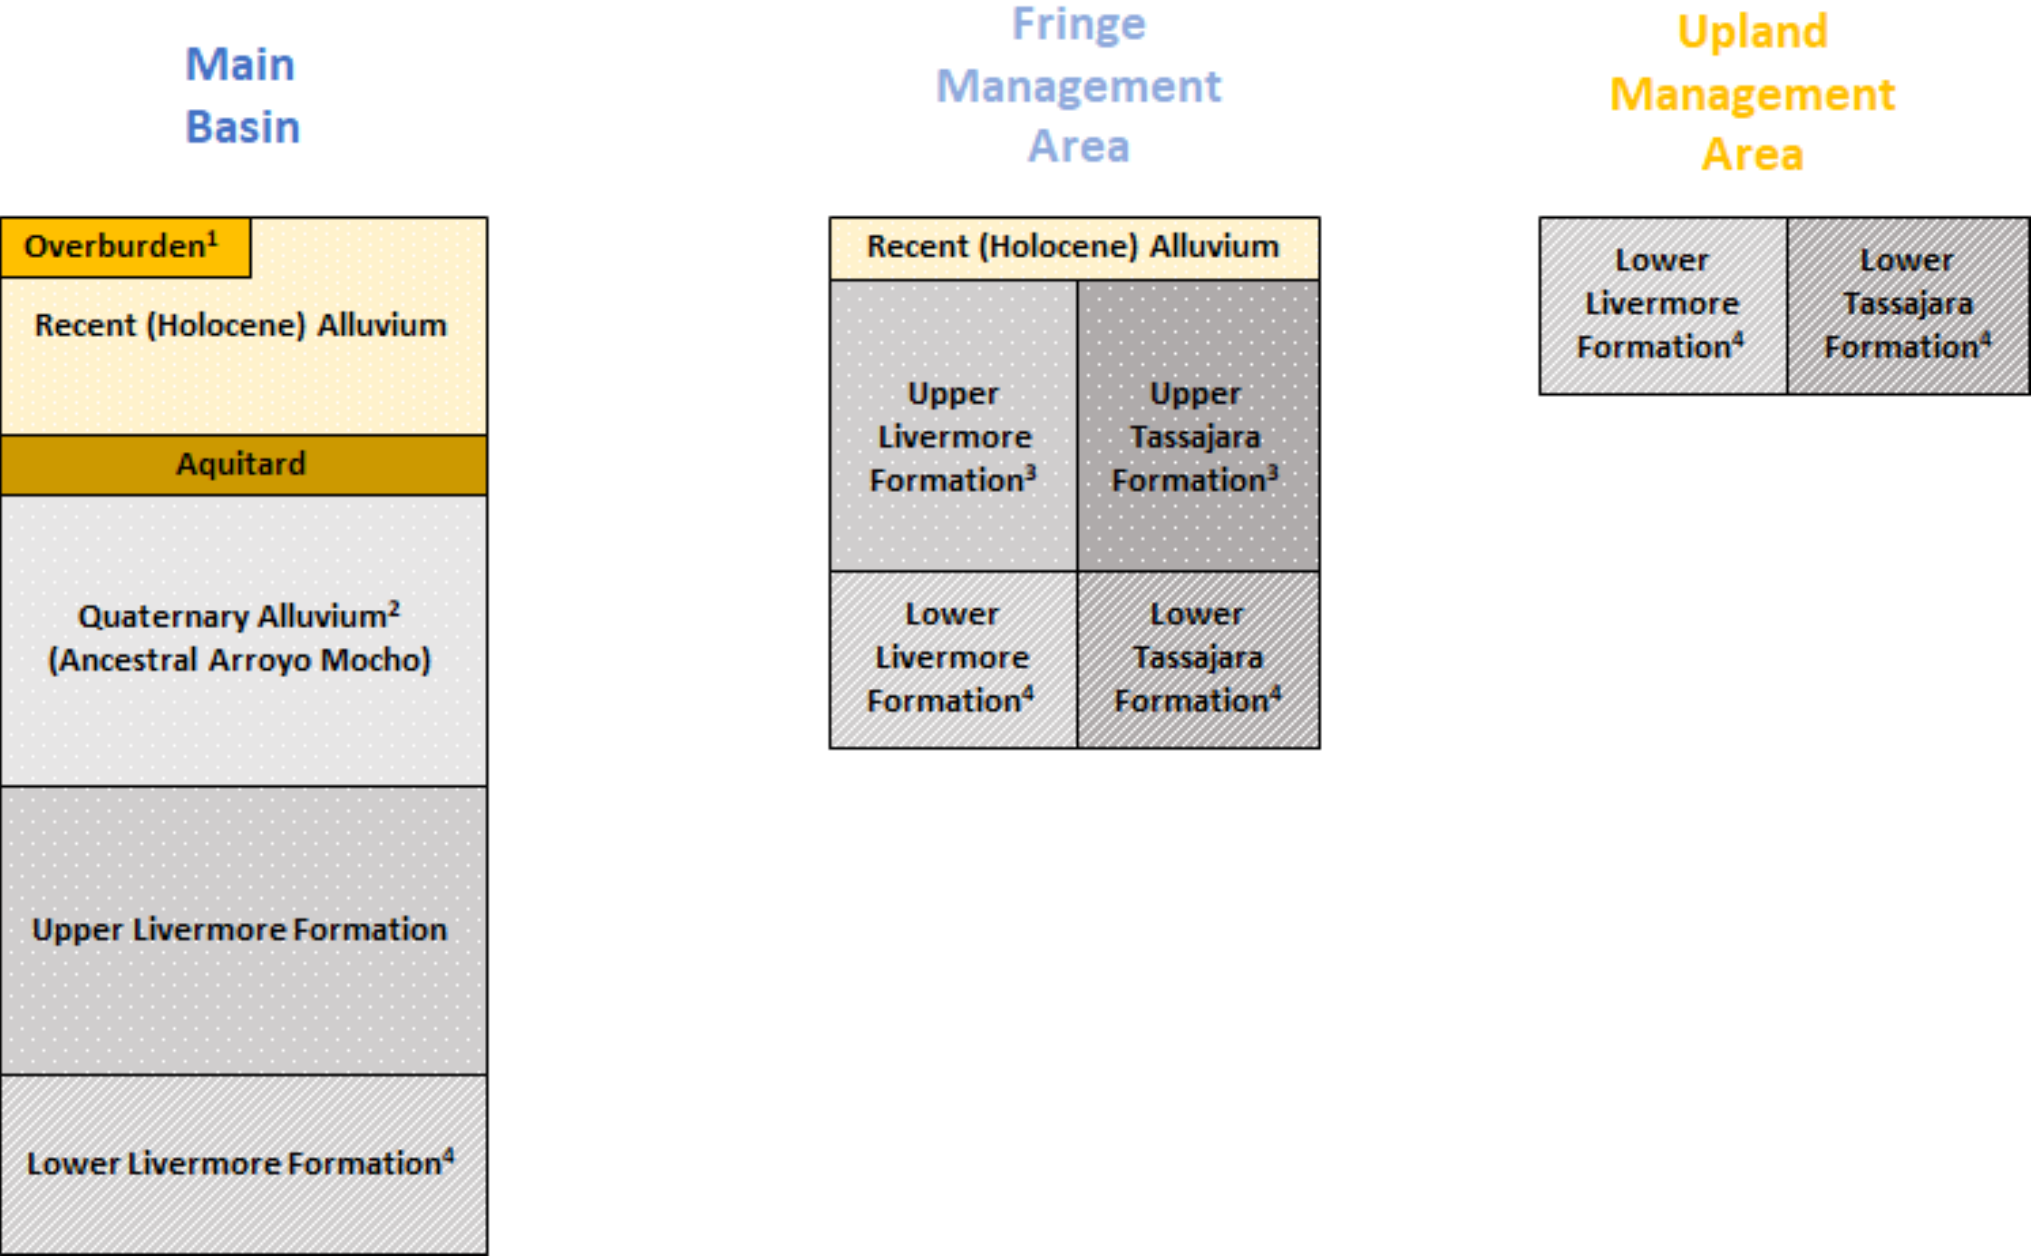 Main
Basin
Fringe
Management
Area
Upland
Management
Area
Overburden¹
Recent (Holocene) Alluvium
Aquitard
Quaternary Alluvium²
(Ancestral Arroyo Mocho)
Upper Livermore Formation
Lower Livermore Formation⁴
Recent (Holocene) Alluvium
Upper
Livermore
Formation³
Upper
Tassajara
Formation³
Lower
Livermore
Formation⁴
Lower
Tassajara
Formation⁴
Lower
Livermore
Formation⁴
Lower
Tassajara
Formation⁴